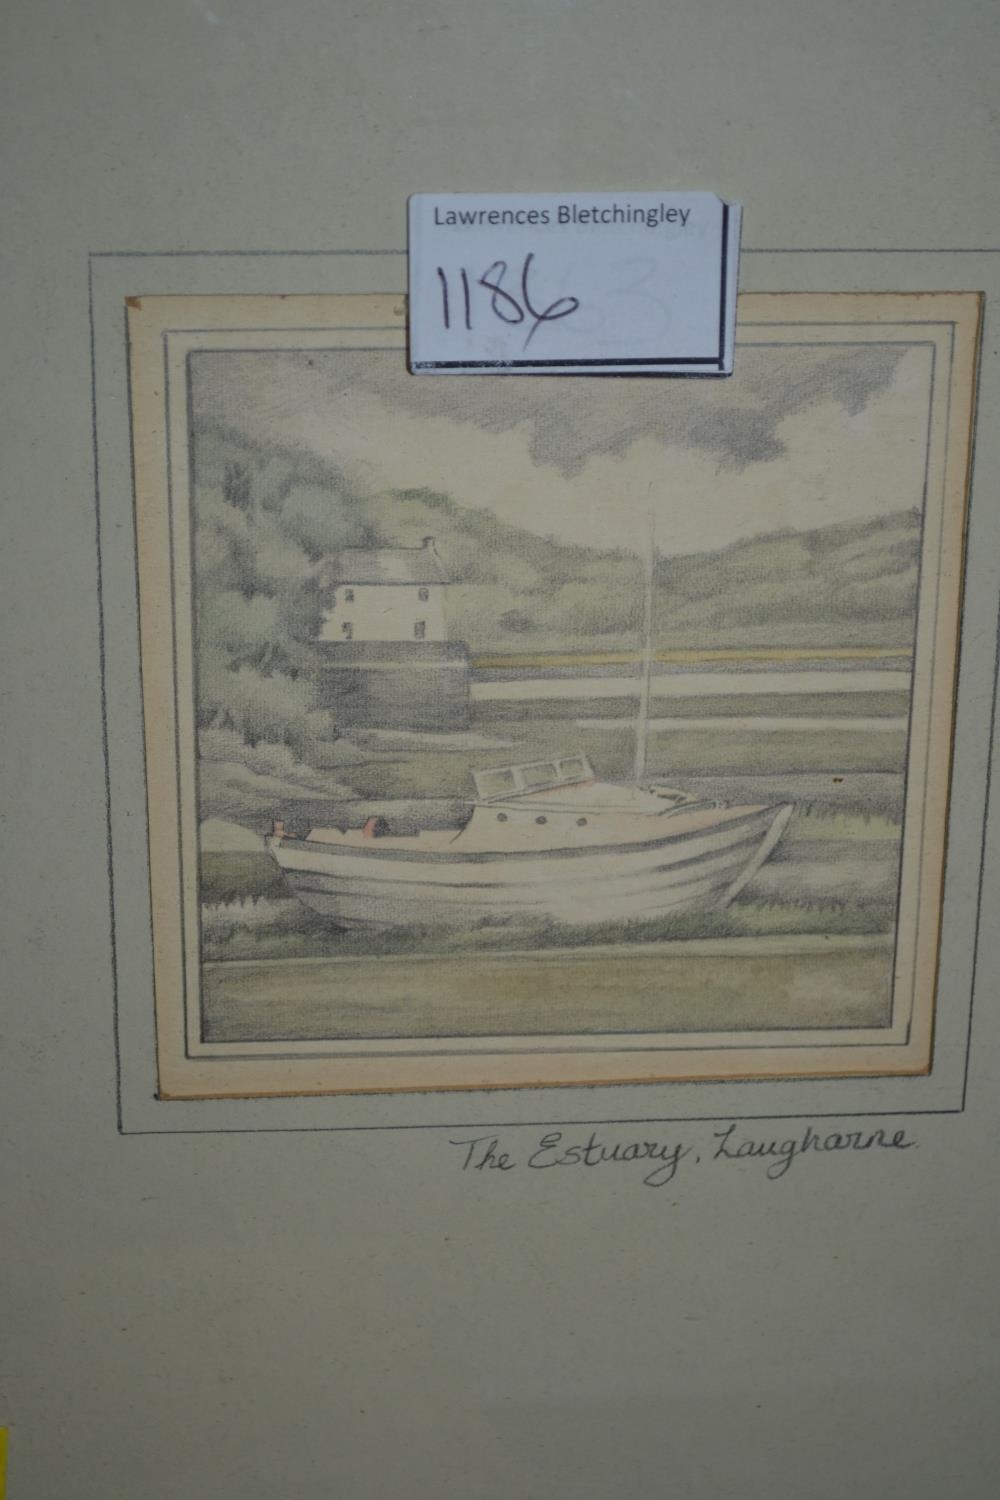 Lawrences Bletchingley
1186
The Estuary, Laugharne.